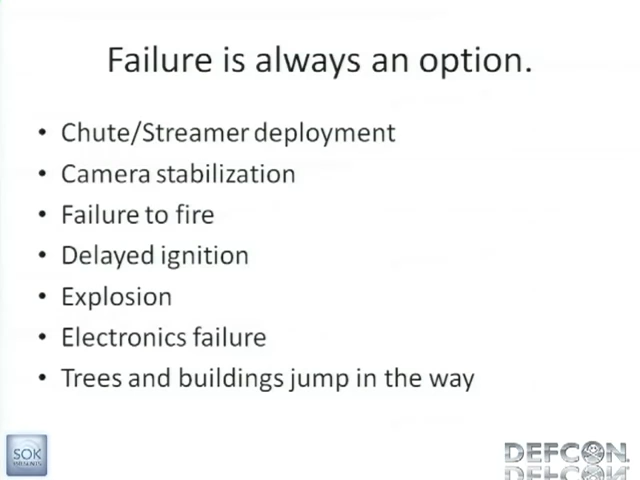 Failure is always an option.
• Chute/Streamer deployment
• Camera stabilization
• Failure to fire
• Delayed ignition
• Explosion
• Electronics failure
• Trees and buildings jump in the way
SOK
DEFCON